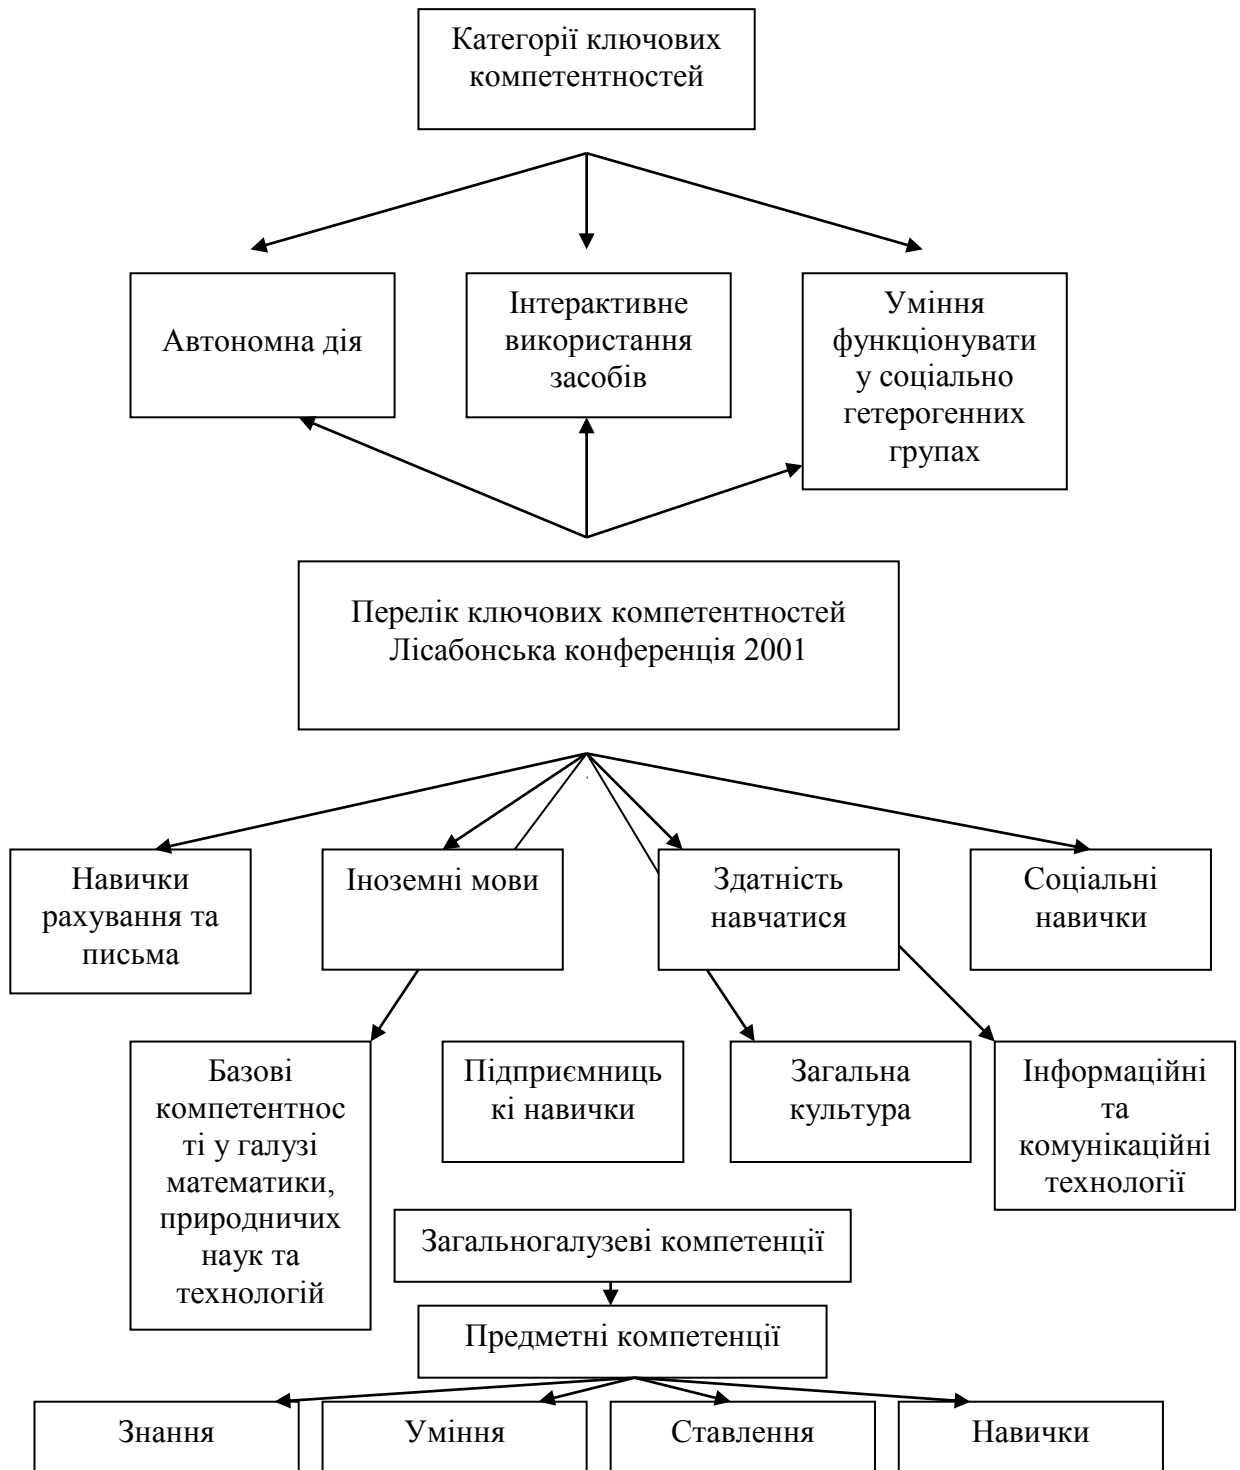 Категорії ключових
компетентностей
Автономна дія
Інтерактивне
використання
засобів
Уміння
функціонувати
у соціально
гетерогенних
групах
Перелік ключових компетентностей
Лісабонська конференція 2001
Навички
рахування та
письма
Іноземні мови
Здатність
навчатися
Соціальні
навички
Базові
компетентнос
ті у галузі
математики,
природничих
наук та
технологій
Підприємниць
кі навички
Загальна
культура
Інформаційні
та
комунікаційні
технології
Загальногалузеві компетенції
Предметні компетенції
Знання
Уміння
Ставлення
Навички